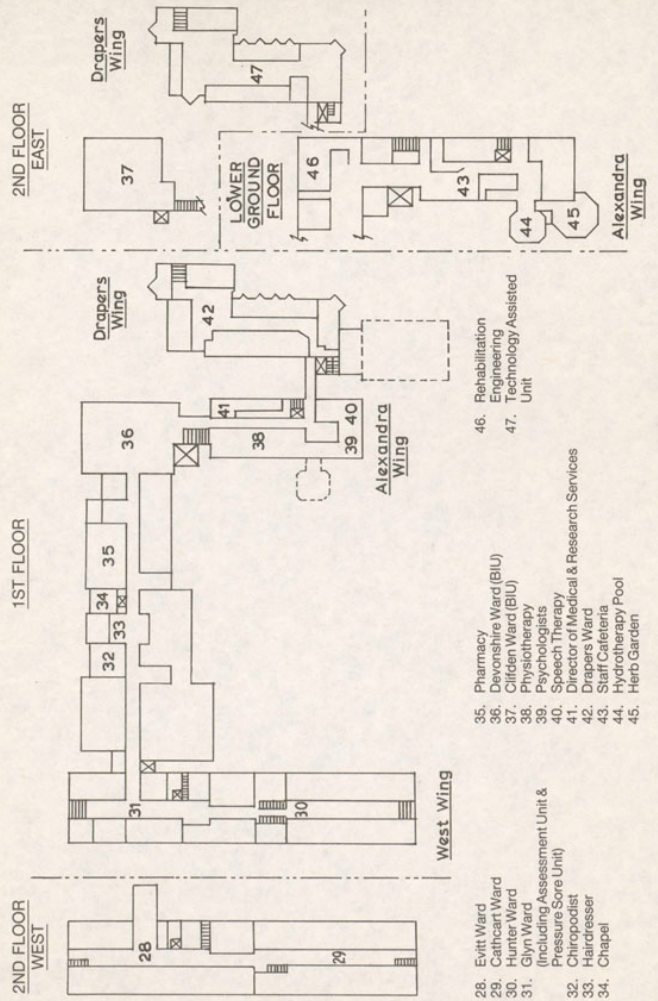 2ND FLOOR
WEST
1ST FLOOR
2ND FLOOR
EAST
28
29
West Wing
30
31
32
33
34
35
36
38
39
40
41
Alexandra
Wing
Drapers
Wing
42
37
Drapers
Wing
47
LOWER
GROUND
FLOOR
46
43
44
45
Alexandra
Wing
28. Evitt Ward
29. Cathcart Ward
30. Hunter Ward
31. Glyn Ward
(Including Assessment Unit &
Pressure Sore Unit)
32. Chiropodist
33. Hairdresser
34. Chapel
35. Pharmacy
36. Devonshire Ward (BIU)
37. Clifden Ward (BIU)
38. Physiotherapy
39. Psychologists
40. Speech Therapy
41. Director of Medical & Research Services
42. Drapers Ward
43. Staff Cafeteria
44. Hydrotherapy Pool
45. Herb Garden
46. Rehabilitation
Engineering
47. Technology Assisted
Unit